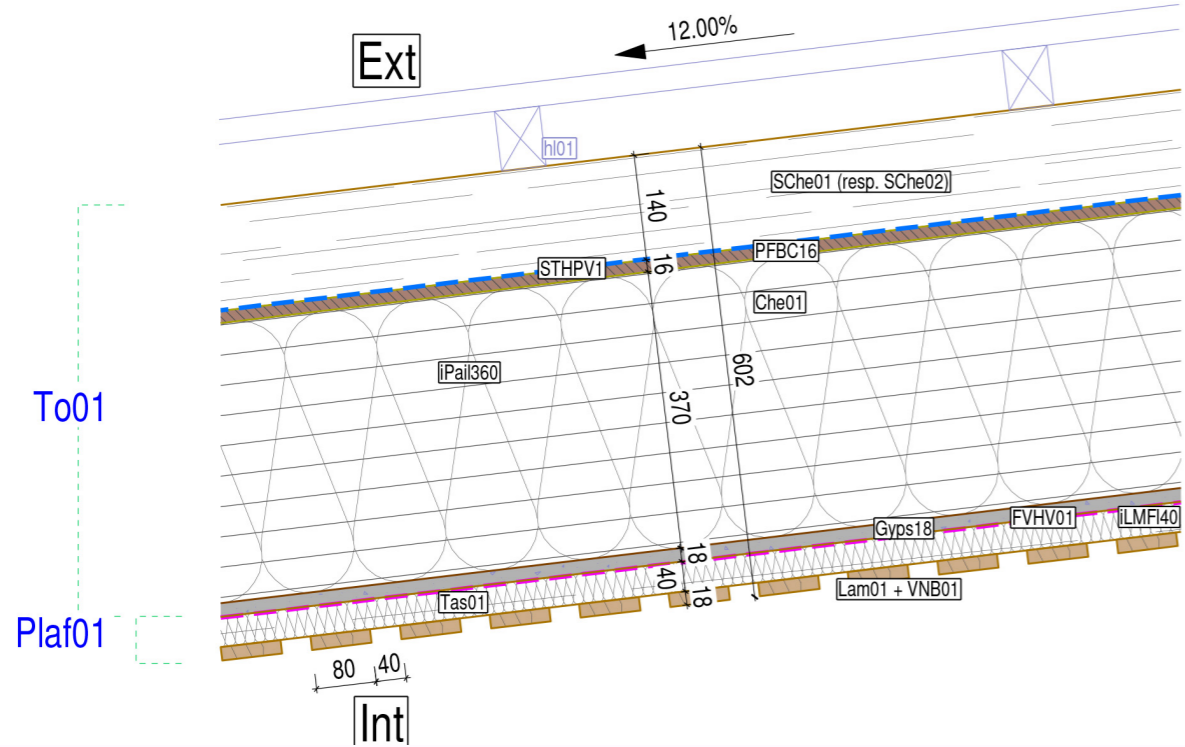 12.00%
Ext
hl01
SChe01 (resp. SChe02)
140
STHPV1
16
PFBC16
Che01
iPail360
602
370
To01
Gyps18
FVHV01
iLMFl40
18
40
18
Tas01
Lam01 + VNB01
Plaf01
80
40
Int